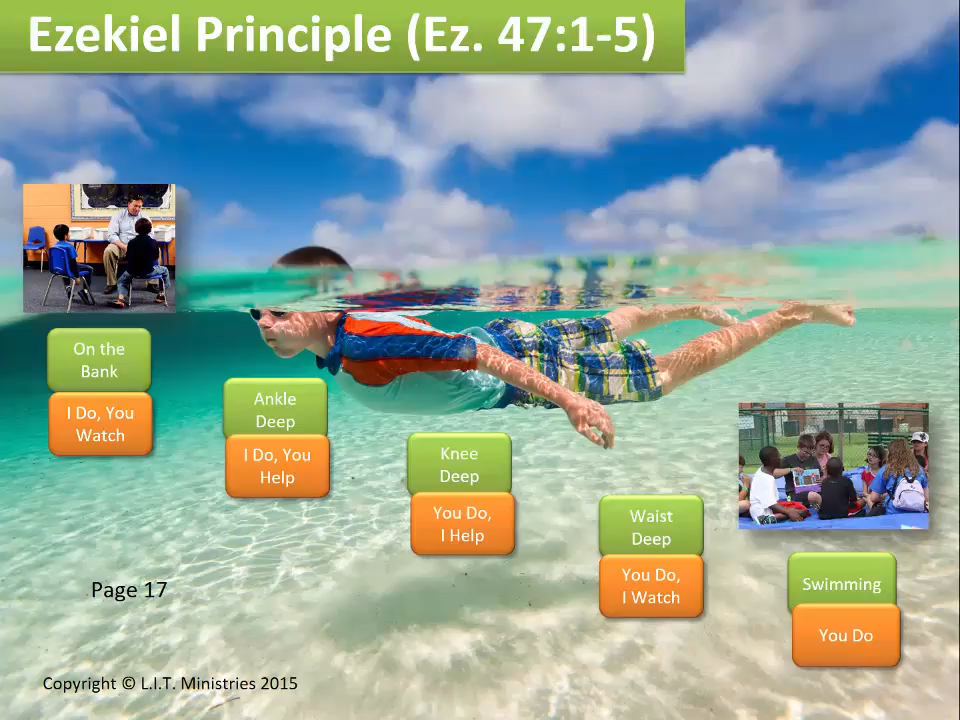 Ezekiel Principle (Ez. 47:1-5)
On the
Bank
I Do, You
Watch
Ankle
Deep
I Do, You
Help
Knee
Deep
You Do,
I Help
Waist
Deep
You Do,
I Watch
Swimming
You Do
Page 17
Copyright © L.I.T. Ministries 2015